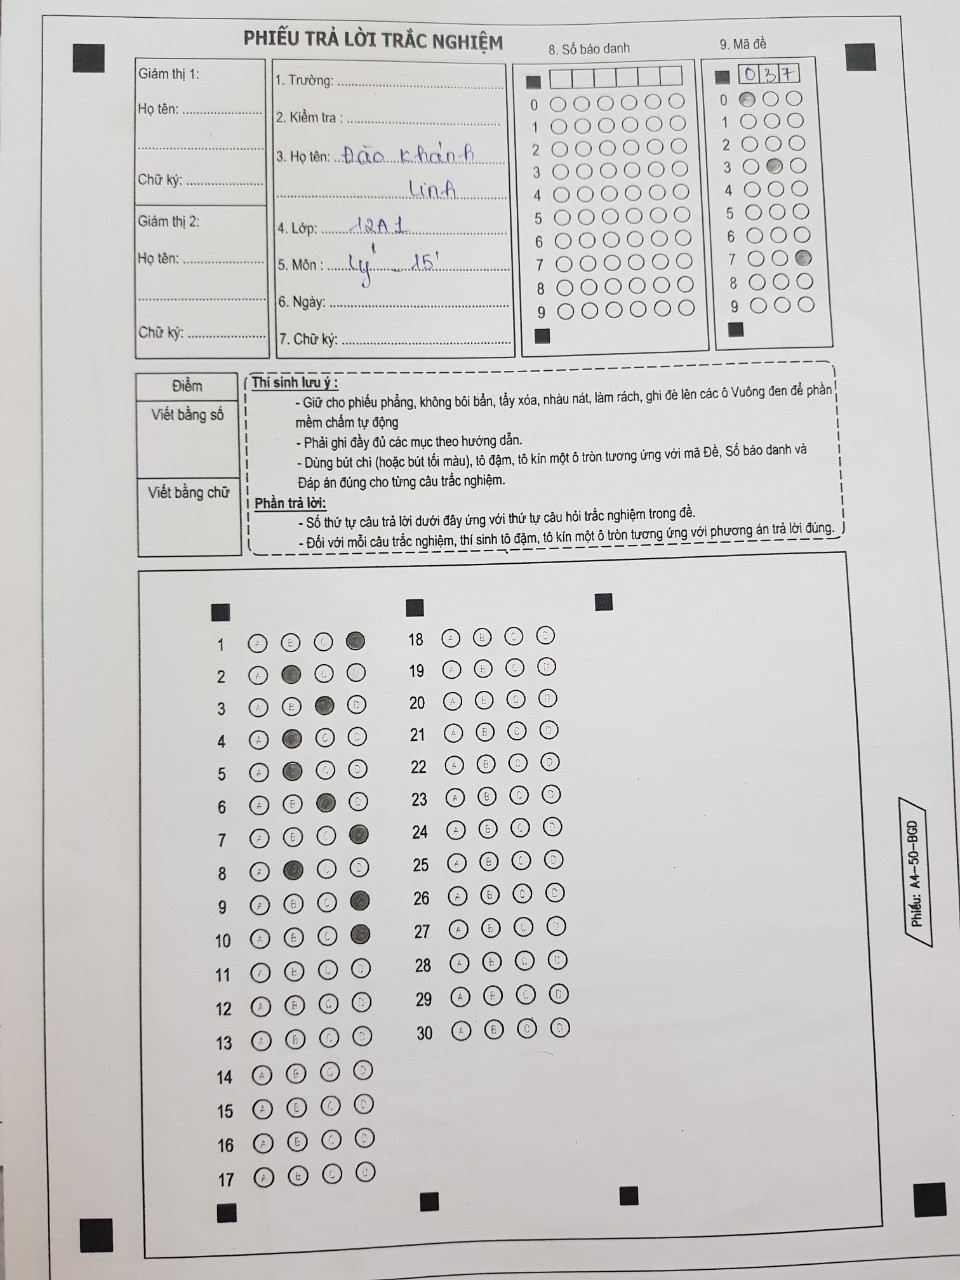 PHIẾU TRẢ LỜI TRẮC NGHIỆM
Giám thị 1:
Họ tên: ....................
....................
Chữ ký: ....................
Giám thị 2:
Họ tên: ....................
....................
Chữ ký: ....................
1. Trường: ....................
2. Kiểm tra : ....................
3. Họ tên: Đào Khánh
Linh
4. Lớp: 12A1
5. Môn : Lý - 15'
6. Ngày: ....................
7. Chữ ký: ....................
8. Số báo danh
0
1
2
3
4
5
6
7
8
9
9. Mã đề
0 3 7
0
1
2
3
4
5
6
7
8
9
Điểm
Viết bằng số
Viết bằng chữ
Thí sinh lưu ý :
- Giữ cho phiếu phẳng, không bôi bẩn, tẩy xóa, nhàu nát, làm rách, ghi đè lên các ô Vuông đen để phần
mềm chấm tự động
- Phải ghi đầy đủ các mục theo hướng dẫn.
- Dùng bút chì (hoặc bút tối màu), tô đậm, tô kín một ô tròn tương ứng với mã Đề, Số báo danh và
Đáp án đúng cho từng câu trắc nghiệm.
Phần trả lời:
- Số thứ tự câu trả lời dưới đây ứng với thứ tự câu hỏi trắc nghiệm trong đề.
- Đối với mỗi câu trắc nghiệm, thí sinh tô đậm, tô kín một ô tròn tương ứng với phương án trả lời đúng.
1 A B C
2 A C D
3 A B D
4 A C D
5 A C D
6 A B D
7 A B C
8 A C D
9 A B C
10 A B C
11 A B C D
12 A B C D
13 A B C D
14 A B C D
15 A B C D
16 A B C D
17 A B C D
18 A B C D
19 A B C D
20 A B C D
21 A B C D
22 A B C D
23 A B C D
24 A B C D
25 A B C D
26 A B C D
27 A B C D
28 A B C D
29 A B C D
30 A B C D
Phiếu: A4-50-BGD